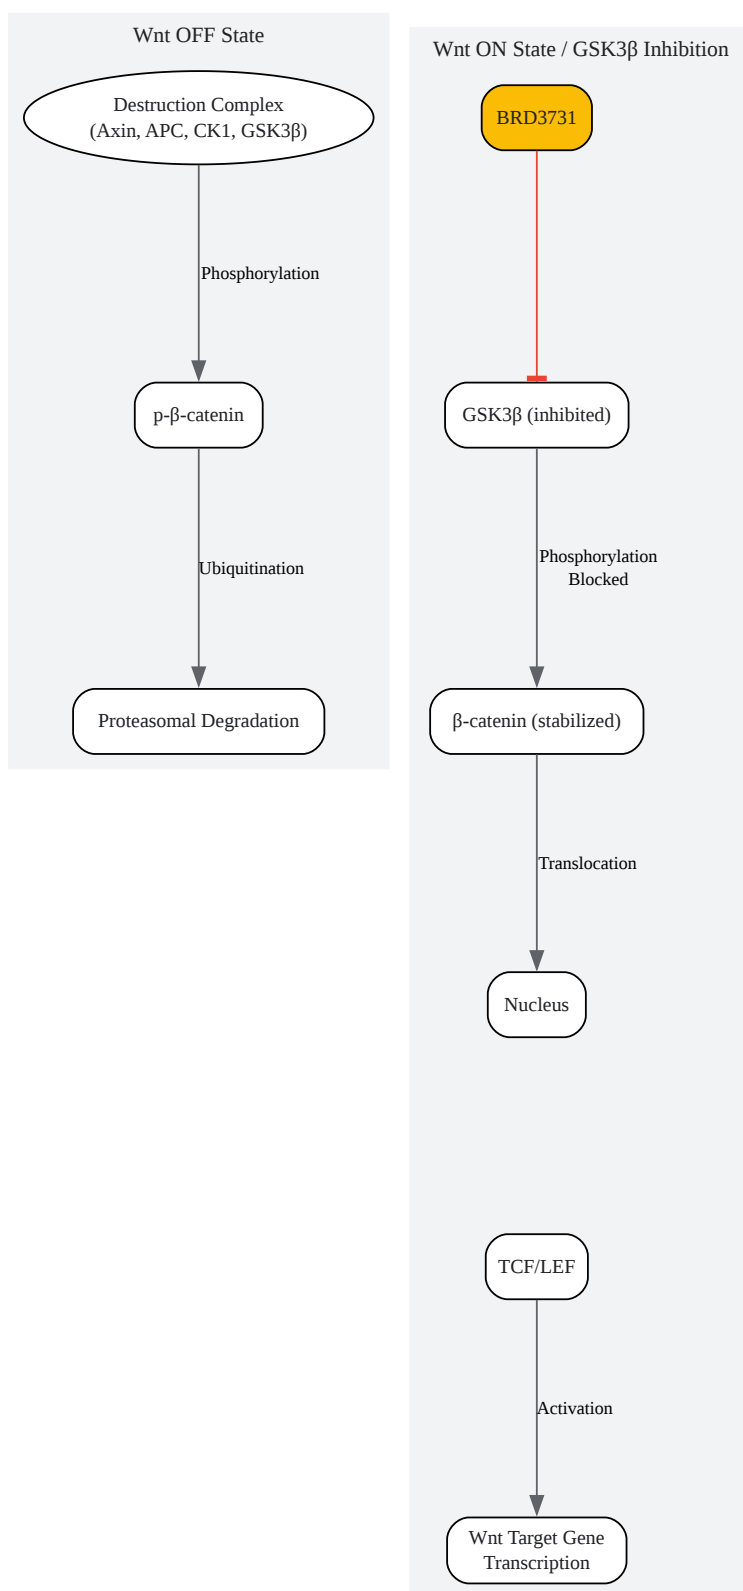 Wnt OFF State
Destruction Complex
(Axin, APC, CK1, GSK3β)
Phosphorylation
p-β-catenin
Ubiquitination
Proteasomal Degradation
Wnt ON State / GSK3β Inhibition
BRD3731
GSK3β (inhibited)
Phosphorylation
Blocked
β-catenin (stabilized)
Translocation
Nucleus
TCF/LEF
Activation
Wnt Target Gene
Transcription